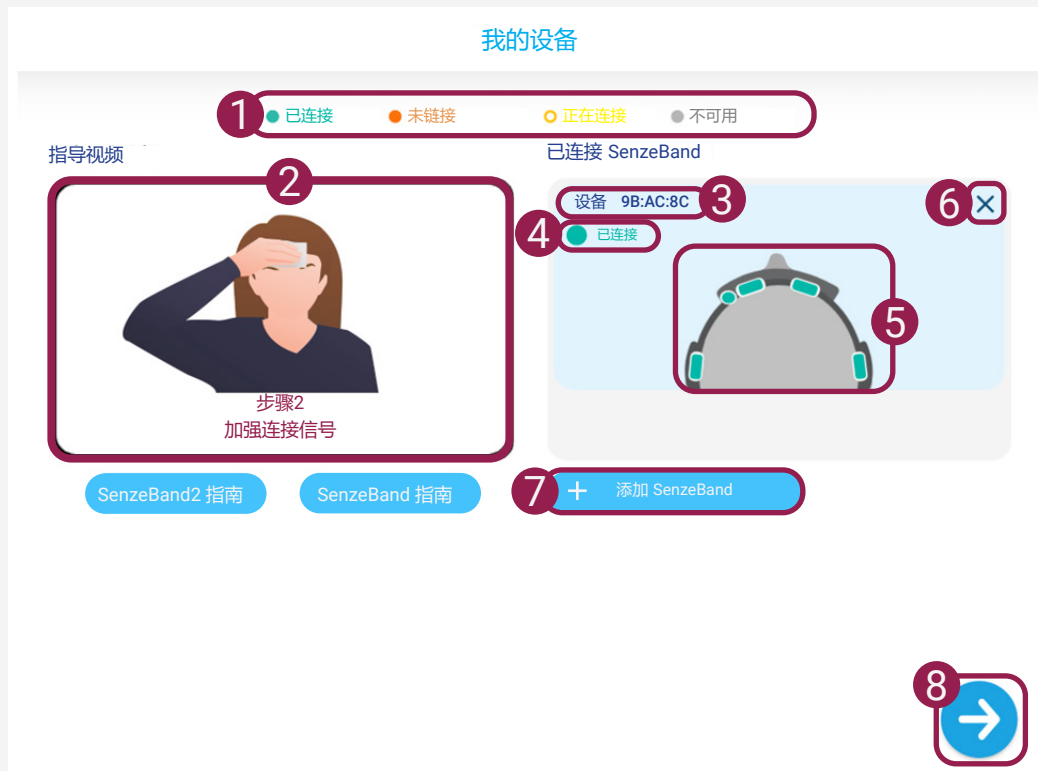 我的设备
1 已连接 未链接 正在连接 不可用
指导视频
已连接 SenzeBand
2
设备 9B:AC:8C 3
6
4 已连接
5
步骤2
加强连接信号
SenzeBand2 指南
SenzeBand 指南
7 + 添加 SenzeBand
8